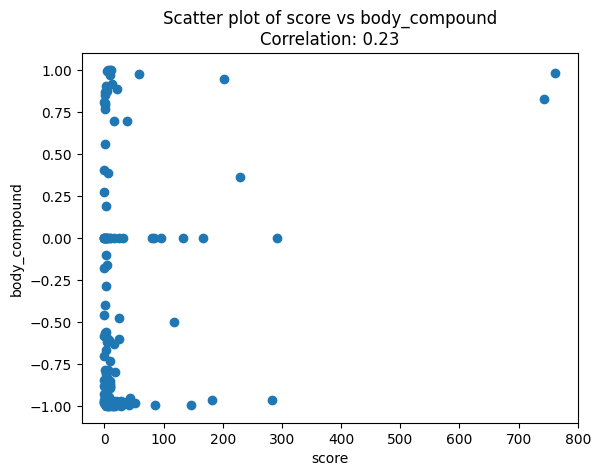 Scatter plot of score vs body_compound
Correlation: 0.23
1.00
0.75
0.50
0.25
0.00
−0.25
−0.50
−0.75
−1.00
body_compound
0 100 200 300 400 500 600 700 800
score